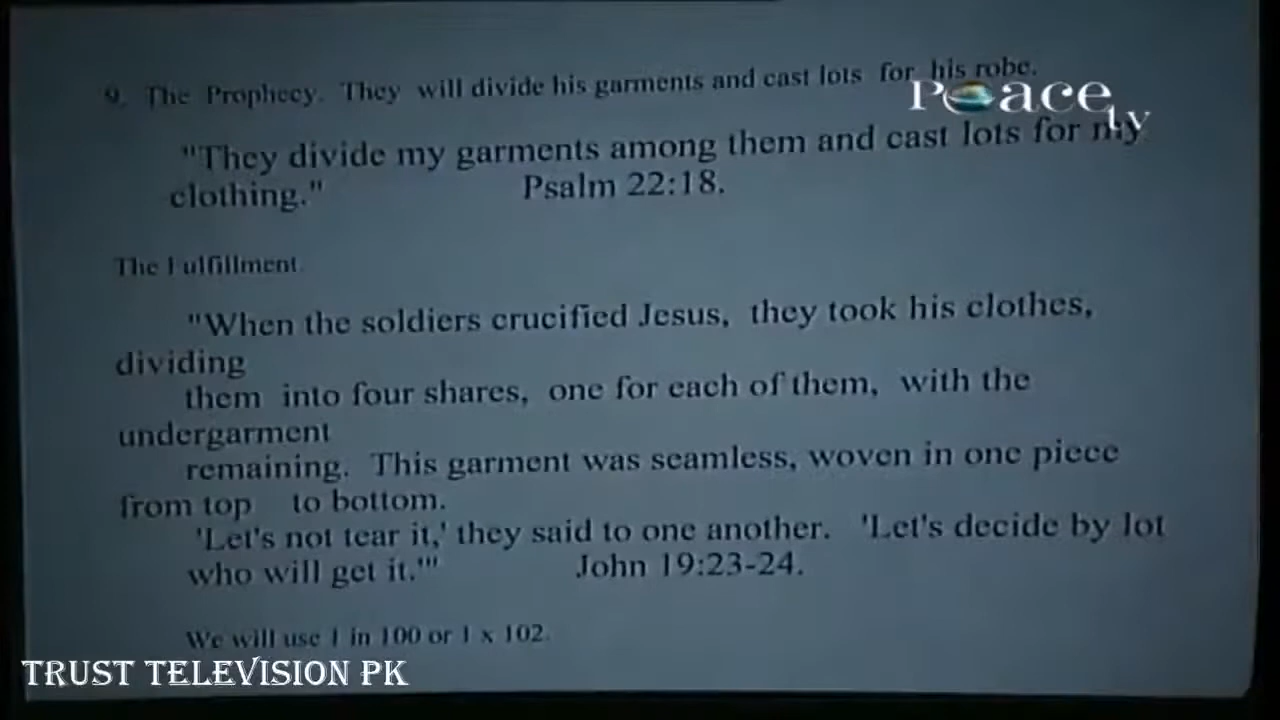 9. The Prophecy. They will divide his garments and cast lots for his robe.
Peace
tv
"They divide my garments among them and cast lots for my
clothing." Psalm 22:18.
The Fulfillment.
"When the soldiers crucified Jesus, they took his clothes,
dividing
them into four shares, one for each of them, with the
undergarment
remaining. This garment was seamless, woven in one piece
from top to bottom.
'Let's not tear it,' they said to one another. 'Let's decide by lot
who will get it.'" John 19:23-24.
We will use 1 in 100 or 1 x 102.
TRUST TELEVISION PK